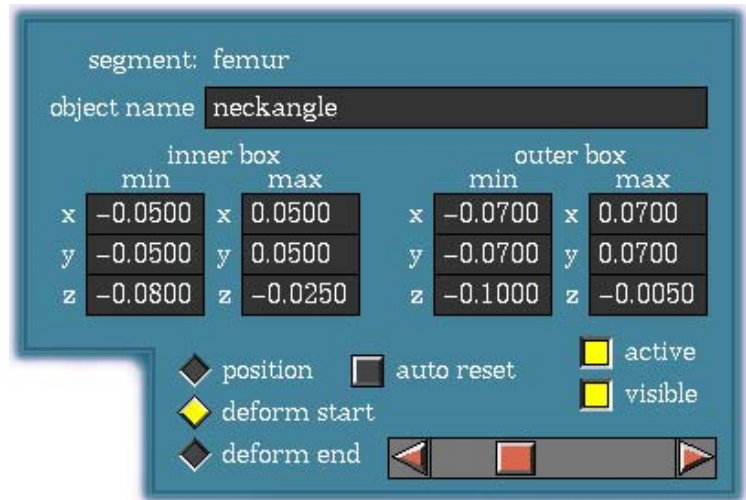 segment: femur
object name neckangle
inner box outer box
min max min max
x −0.0500 x 0.0500 x −0.0700 x 0.0700
y −0.0500 y 0.0500 y −0.0700 y 0.0700
z −0.0800 z −0.0250 z −0.1000 z −0.0050
position auto reset active
deform start visible
deform end